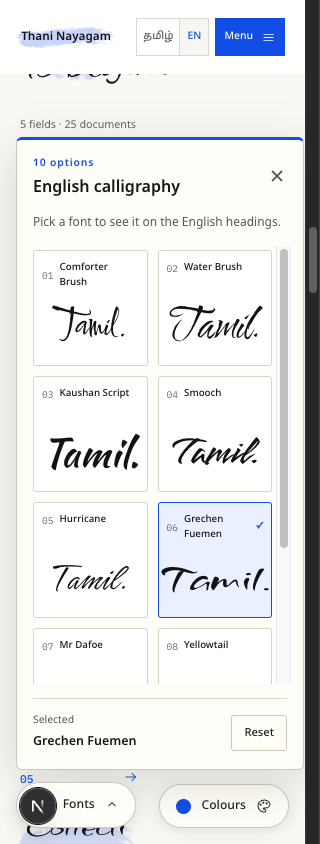 Thani Nayagam
தமிழ்
EN
Menu
5 fields · 25 documents
10 options
English calligraphy
Pick a font to see it on the English headings.
01 Comforter Brush
Tamil.
02 Water Brush
Tamil.
03 Kaushan Script
Tamil.
04 Smooch
Tamil.
05 Hurricane
Tamil.
06 Grechen Fuemen
Tamil.
07 Mr Dafoe
08 Yellowtail
Selected
Grechen Fuemen
Reset
05
N
Fonts
Colours